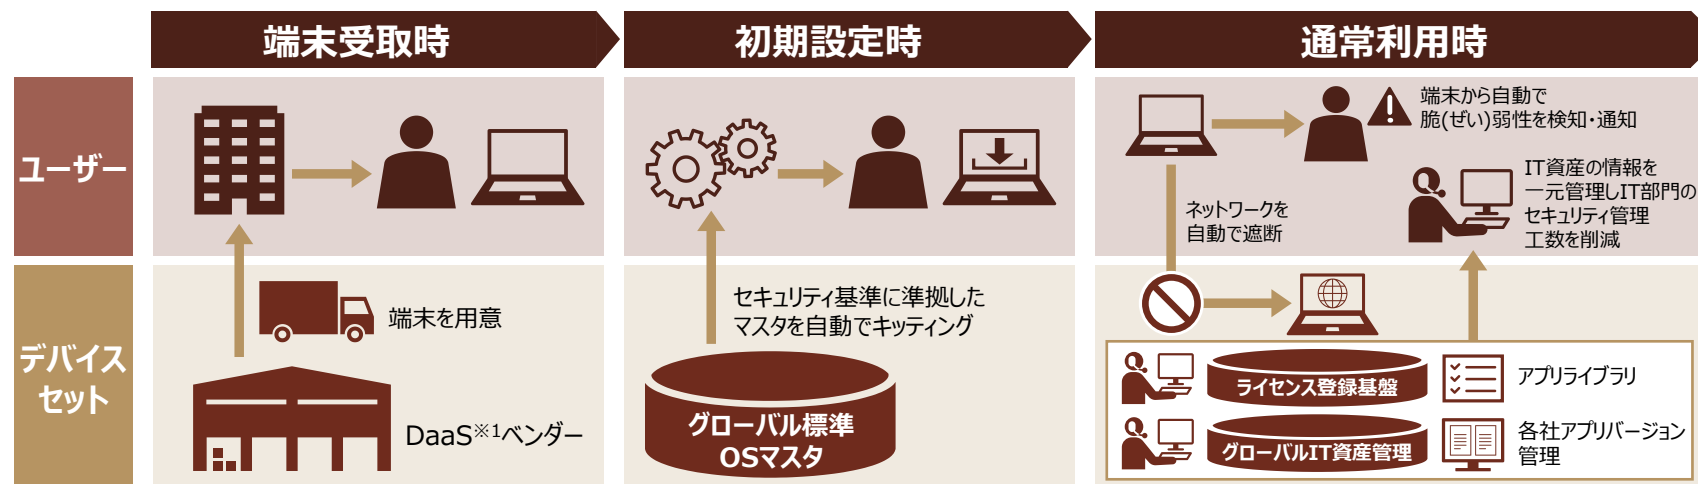 端末受取時
初期設定時
通常利用時
ユーザー
端末から自動で
脆(ぜい)弱性を検知・通知
IT資産の情報を
一元管理しIT部門の
セキュリティ管理
工数を削減
ネットワークを
自動で遮断
デバイス
セット
端末を用意
DaaS※1ベンダー
セキュリティ基準に準拠した
マスタを自動でキッティング
グローバル標準
OSマスタ
ライセンス登録基盤
アプリライブラリ
グローバルIT資産管理
各社アプリバージョン
管理